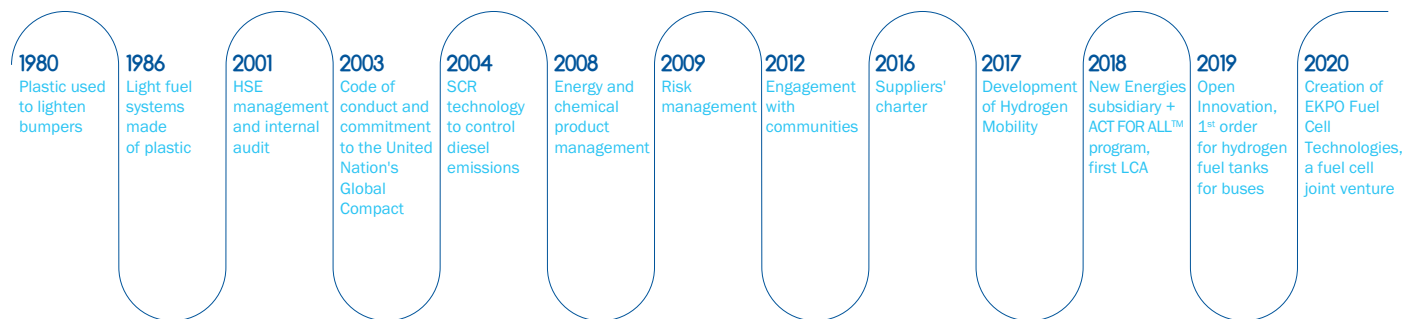 1980
Plastic used
to lighten
bumpers
1986
Light fuel
systems
made
of plastic
2001
HSE
management
and internal
audit
2003
Code of
conduct and
commitment
to the United
Nation's
Global
Compact
2004
SCR
technology
to control
diesel
emissions
2008
Energy and
chemical
product
management
2009
Risk
management
2012
Engagement
with
communities
2016
Suppliers'
charter
2017
Development
of Hydrogen
Mobility
2018
New Energies
subsidiary +
ACT FOR ALL™
program,
first LCA
2019
Open
Innovation,
1st order
for hydrogen
fuel tanks
for buses
2020
Creation of
EKPO Fuel
Cell
Technologies,
a fuel cell
joint venture